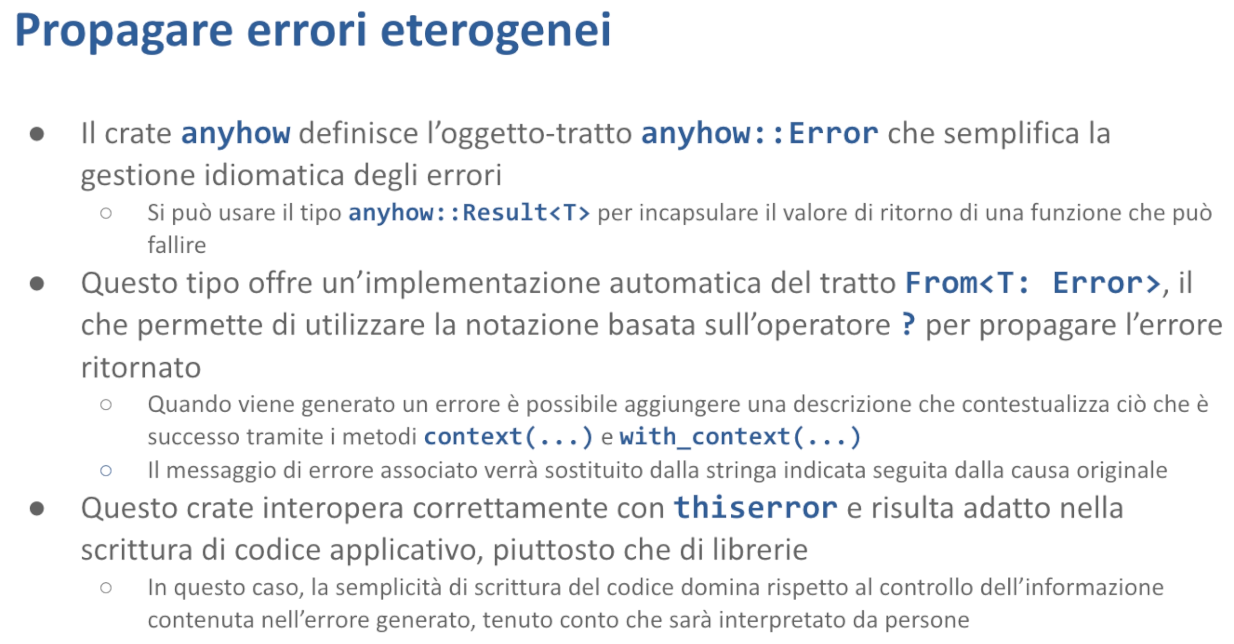 Propagare errori eterogenei
● Il crate anyhow definisce l'oggetto-tratto anyhow::Error che semplifica la
gestione idiomatica degli errori
○ Si può usare il tipo anyhow::Result<T> per incapsulare il valore di ritorno di una funzione che può
fallire
● Questo tipo offre un'implementazione automatica del tratto From<T: Error>, il
che permette di utilizzare la notazione basata sull'operatore ? per propagare l'errore
ritornato
○ Quando viene generato un errore è possibile aggiungere una descrizione che contestualizza ciò che è
successo tramite i metodi context(...) e with_context(...)
○ Il messaggio di errore associato verrà sostituito dalla stringa indicata seguita dalla causa originale
● Questo crate interopera correttamente con thiserror e risulta adatto nella
scrittura di codice applicativo, piuttosto che di librerie
○ In questo caso, la semplicità di scrittura del codice domina rispetto al controllo dell'informazione
contenuta nell'errore generato, tenuto conto che sarà interpretato da persone